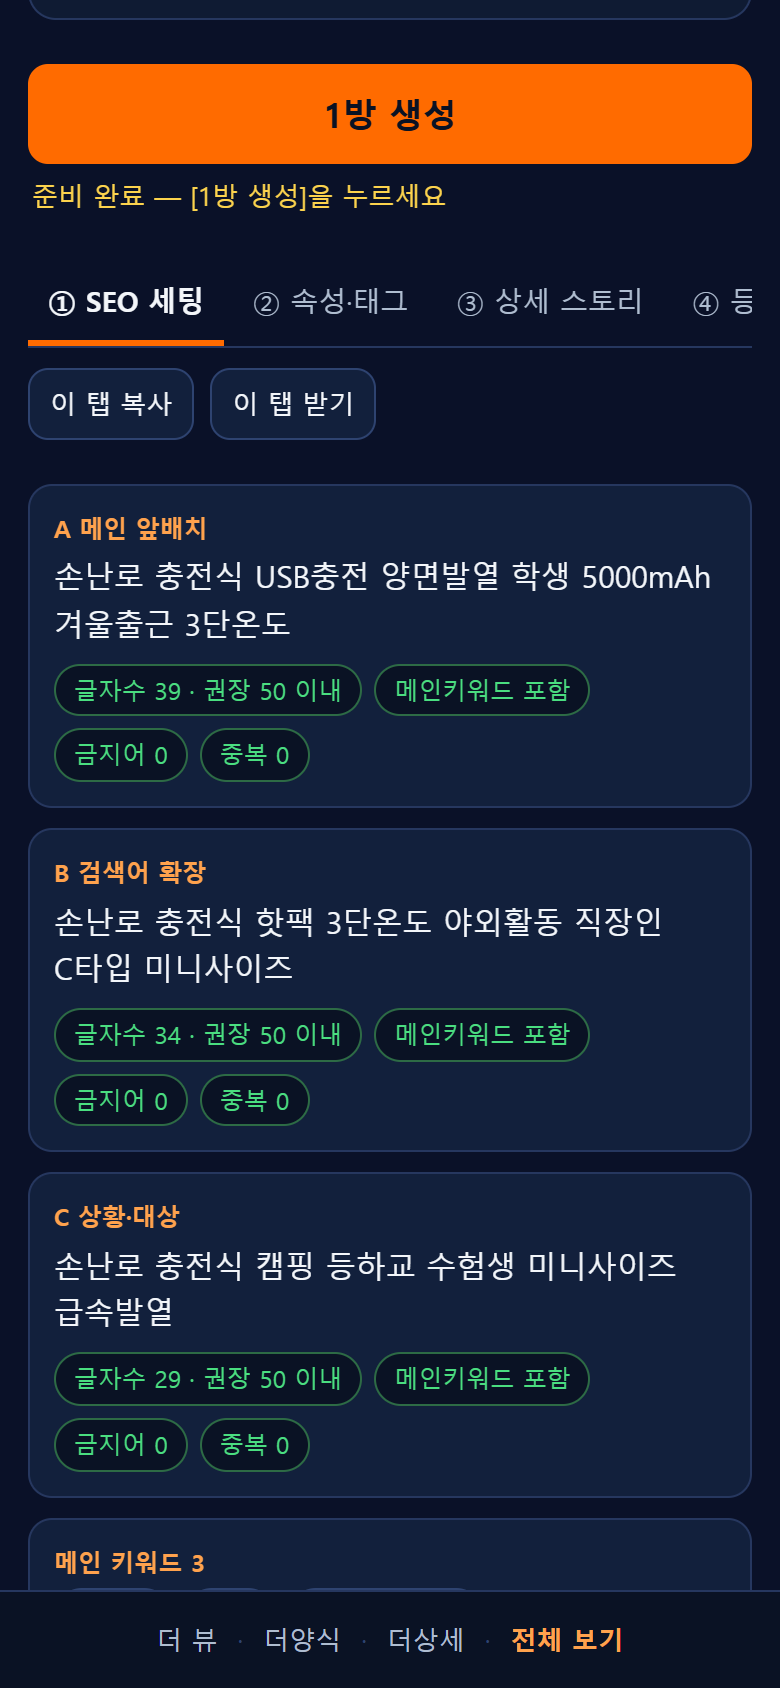 1방 생성
준비 완료 — [1방 생성]을 누르세요
① SEO 세팅 ② 속성·태그 ③ 상세 스토리 ④
이 탭 복사 이 탭 받기
A 메인 앞배치
손난로 충전식 USB충전 양면발열 학생 5000mAh
겨울출근 3단온도
글자수 39 · 권장 50 이내 메인키워드 포함
금지어 0 중복 0
B 검색어 확장
손난로 충전식 핫팩 3단온도 야외활동 직장인
C타입 미니사이즈
글자수 34 · 권장 50 이내 메인키워드 포함
금지어 0 중복 0
C 상황·대상
손난로 충전식 캠핑 등하교 수험생 미니사이즈
급속발열
글자수 29 · 권장 50 이내 메인키워드 포함
금지어 0 중복 0
메인 키워드 3
더 뷰 · 더양식 · 더상세 · 전체 보기